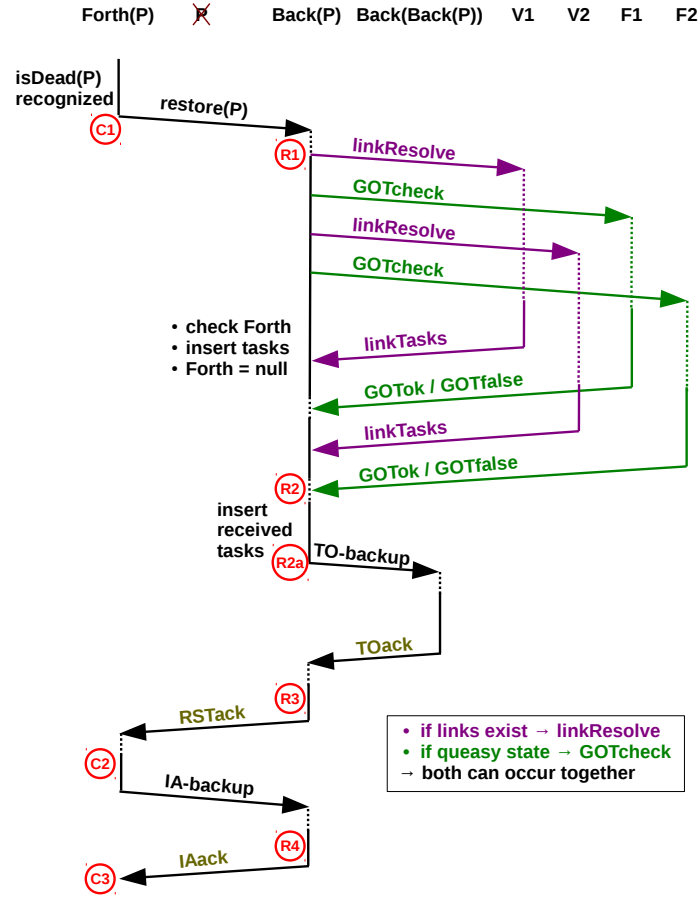 Forth(P) P Back(P) Back(Back(P)) V1 V2 F1 F2
isDead(P)
recognized
restore(P)
C1
R1
linkResolve
GOTcheck
linkResolve
GOTcheck
• check Forth
• insert tasks
• Forth = null
linkTasks
GOTok / GOTfalse
linkTasks
GOTok / GOTfalse
R2
insert
received
tasks
R2a
TO-backup
TOack
R3
RSTack
• if links exist → linkResolve
• if queasy state → GOTcheck
→ both can occur together
C2
IA-backup
R4
IAack
C3